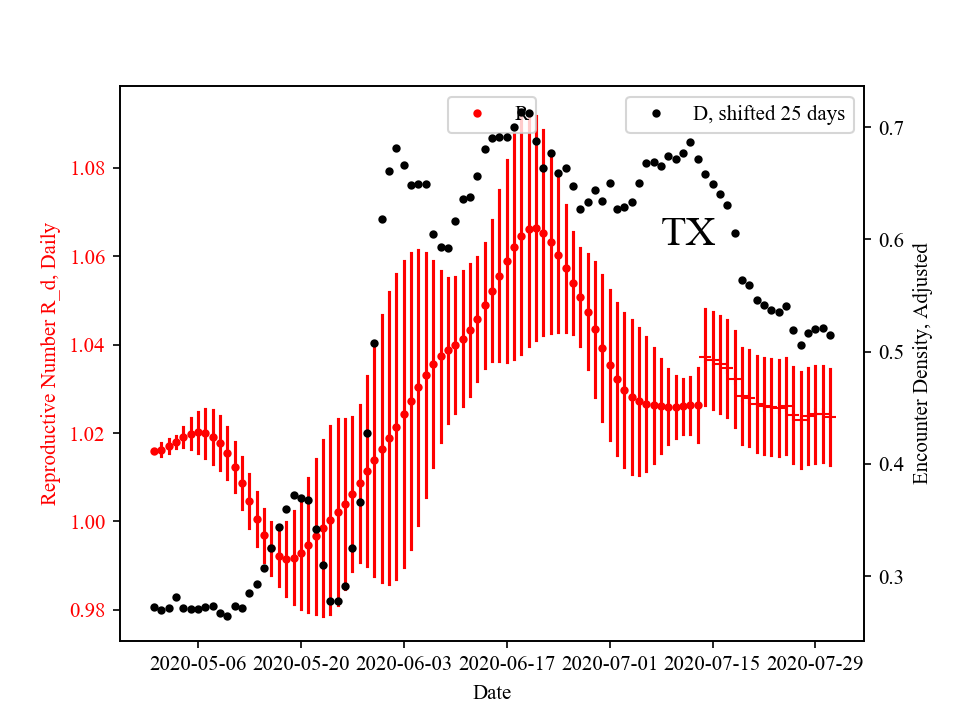 R
D, shifted 25 days
TX
Reproductive Number R_d, Daily
1.08
1.06
1.04
1.02
1.00
0.98
0.7
0.6
0.5
0.4
0.3
Encounter Density, Adjusted
2020-05-06 2020-05-20 2020-06-03 2020-06-17 2020-07-01 2020-07-15 2020-07-29
Date